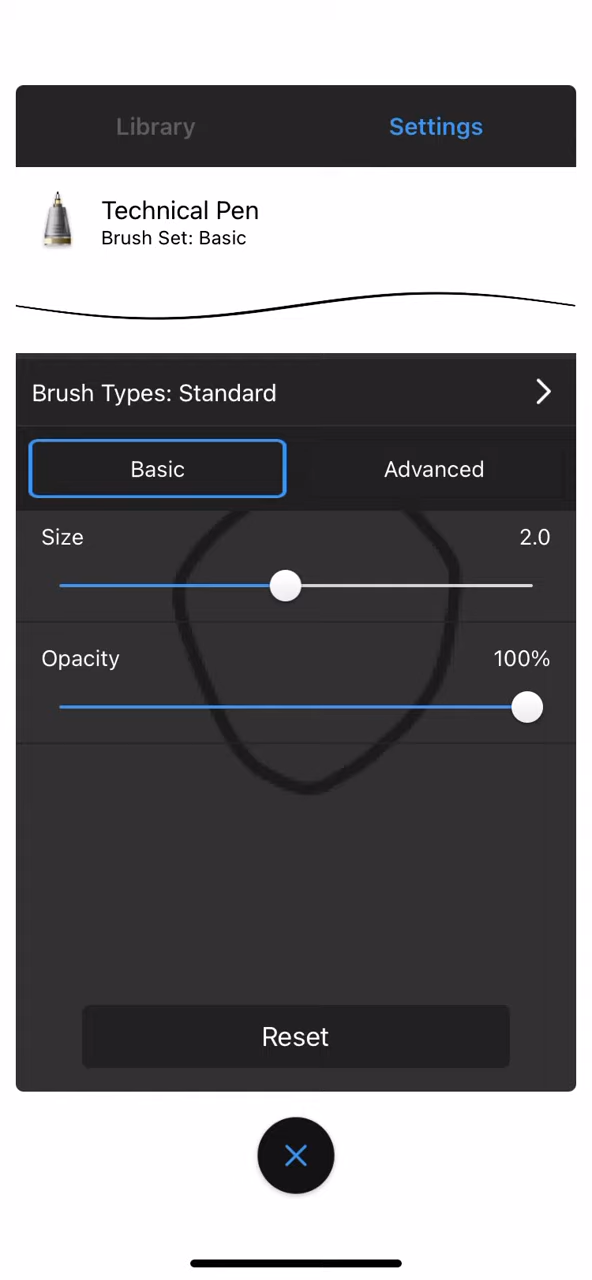 Library Settings
Technical Pen
Brush Set: Basic
Brush Types: Standard
Basic Advanced
Size 2.0
Opacity 100%
Reset